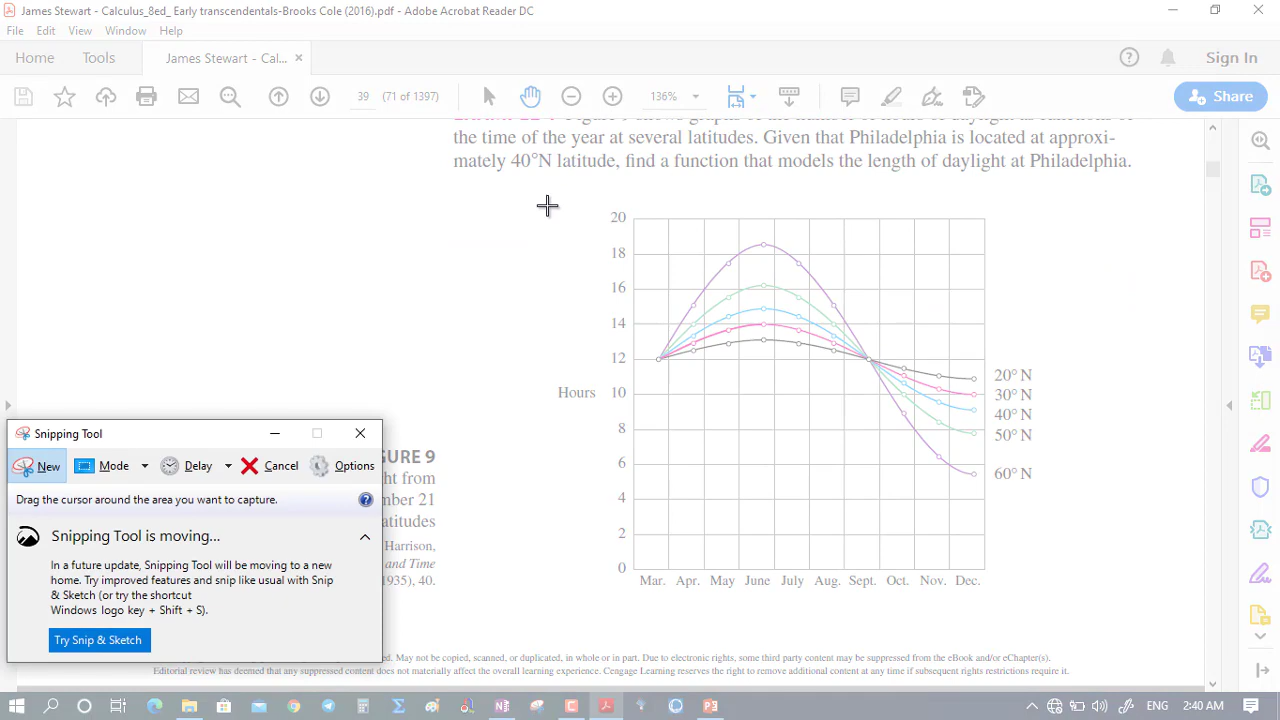 James Stewart - Calculus_8ed_ Early transcendentals-Brooks Cole (2016).pdf - Adobe Acrobat Reader DC
File Edit View Window Help
Home Tools James Stewart - Cal... × Sign In
39 (71 of 1397) 136% Share
the time of the year at several latitudes. Given that Philadelphia is located at approxi-
mately 40°N latitude, find a function that models the length of daylight at Philadelphia.
20
18
16
14
12
10
8
6
4
2
0
Hours
20° N
30° N
40° N
50° N
60° N
Mar. Apr. May June July Aug. Sept. Oct. Nov. Dec.
GURE 9
ht from
mber 21
atitudes
Harrison,
and Time
1935), 40.
Snipping Tool
New Mode Delay Cancel Options
Drag the cursor around the area you want to capture.
Snipping Tool is moving...
In a future update, Snipping Tool will be moving to a new
home. Try improved features and snip like usual with Snip
& Sketch (or try the shortcut
Windows logo key + Shift + S).
Try Snip & Sketch
ed. May not be copied, scanned, or duplicated, in whole or in part. Due to electronic rights, some third party content may be suppressed from the eBook and/or eChapter(s).
Editorial review has deemed that any suppressed content does not materially affect the overall learning experience. Cengage Learning reserves the right to remove additional content at any time if subsequent rights restrictions require it.
ENG 2:40 AM